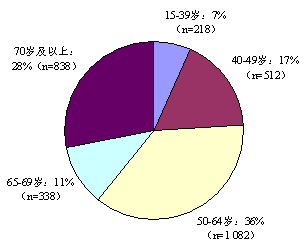 15-39岁：7%
（n=218）
40-49岁：17%
（n=512）
50-64岁：36%
（n=1 082）
65-69岁：11%
（n=338）
70岁及以上：
28%（n=838）